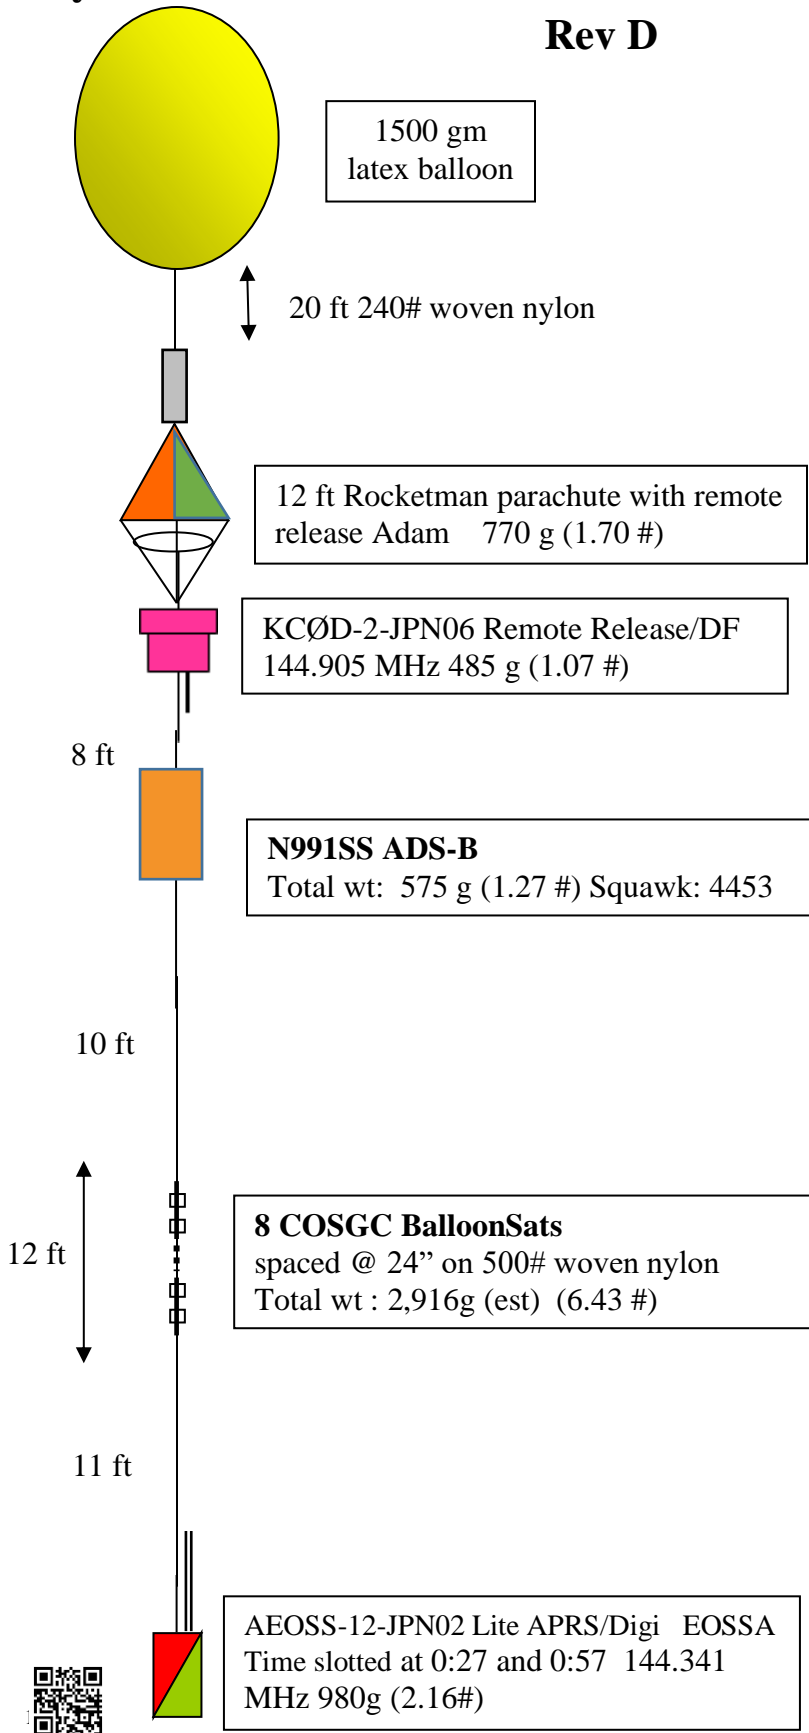 Rev D
1500 gm
latex balloon
20 ft 240# woven nylon
12 ft Rocketman parachute with remote
release Adam 770 g (1.70 #)
KCØD-2-JPN06 Remote Release/DF
144.905 MHz 485 g (1.07 #)
8 ft
N991SS ADS-B
Total wt: 575 g (1.27 #) Squawk: 4453
10 ft
12 ft
8 COSGC BalloonSats
spaced @ 24” on 500# woven nylon
Total wt : 2,916g (est) (6.43 #)
11 ft
AEOSS-12-JPN02 Lite APRS/Digi EOSSA
Time slotted at 0:27 and 0:57 144.341
MHz 980g (2.16#)